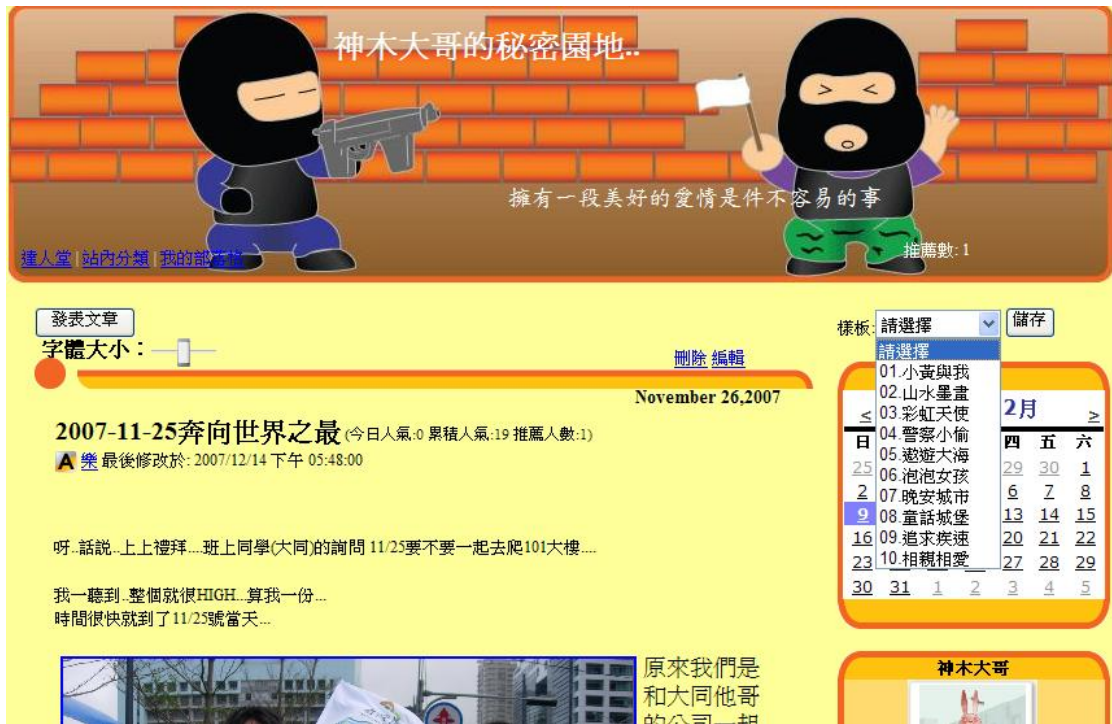 神木大哥的秘密園地..
擁有一段美好的愛情是件不容易的事
推薦數: 1
達人堂 | 站內分類 | 我的部落格
發表文章
樣板: 請選擇 儲存
字體大小：
請選擇
01.小黃與我
02.山水墨畫
03.彩虹天使
04.警察小偷
05.遨遊大海
06.泡泡女孩
07.晚安城市
08.童話城堡
09.追求疾速
10.相親相愛
刪除 編輯
November 26,2007
2007-11-25奔向世界之最 (今日人氣:0 累積人氣:19 推薦人數:1)
A 樂 最後修改於: 2007/12/14 下午 05:48:00
呀..話說..上上禮拜....班上同學(大同)的詢問 11/25要不要一起去爬101大樓....
我一聽到..整個就很HIGH...算我一份...
時間很快就到了11/25號當天...
原來我們是
和大同他哥
的公司一起
< 2月 >
日 四 五 六
25 29 30 1
2 6 7 8
9 13 14 15
16 20 21 22
23 27 28 29
30 31 1 2 3 4 5
神木大哥